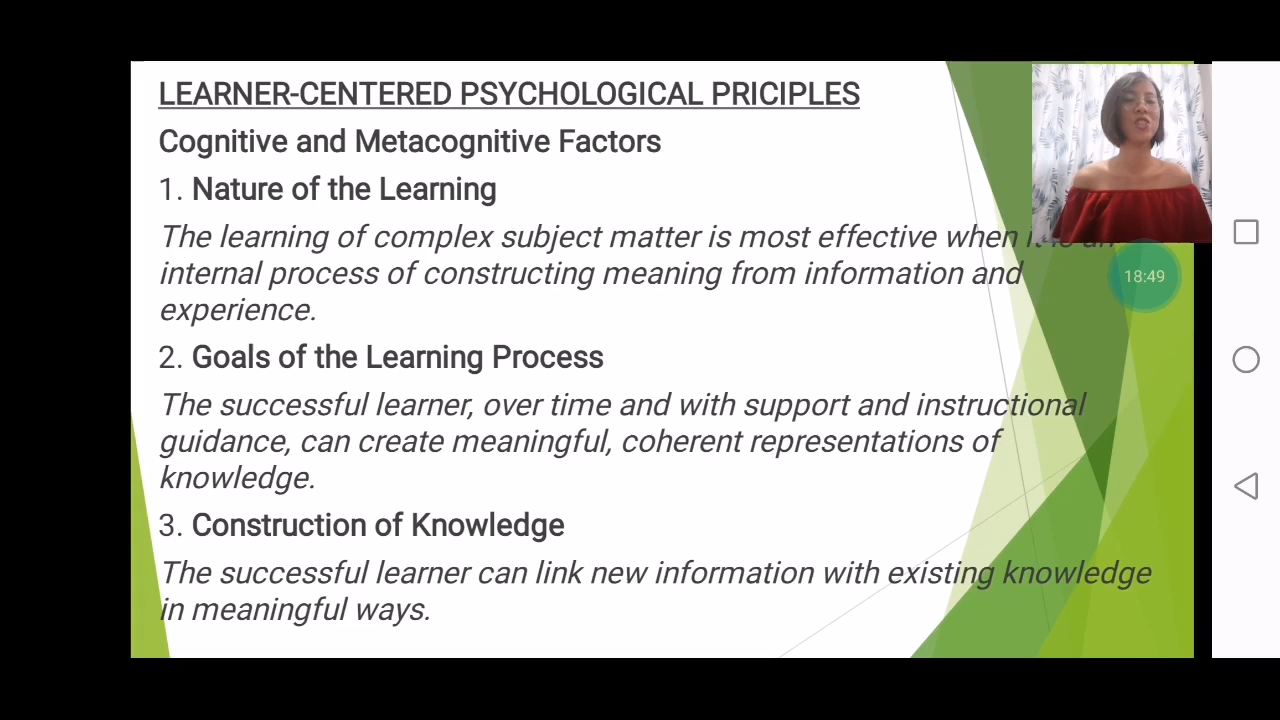 LEARNER-CENTERED PSYCHOLOGICAL PRICIPLES
Cognitive and Metacognitive Factors
1. Nature of the Learning
The learning of complex subject matter is most effective when
internal process of constructing meaning from information and
experience.
18:49
2. Goals of the Learning Process
The successful learner, over time and with support and instructional
guidance, can create meaningful, coherent representations of
knowledge.
3. Construction of Knowledge
The successful learner can link new information with existing knowledge
in meaningful ways.